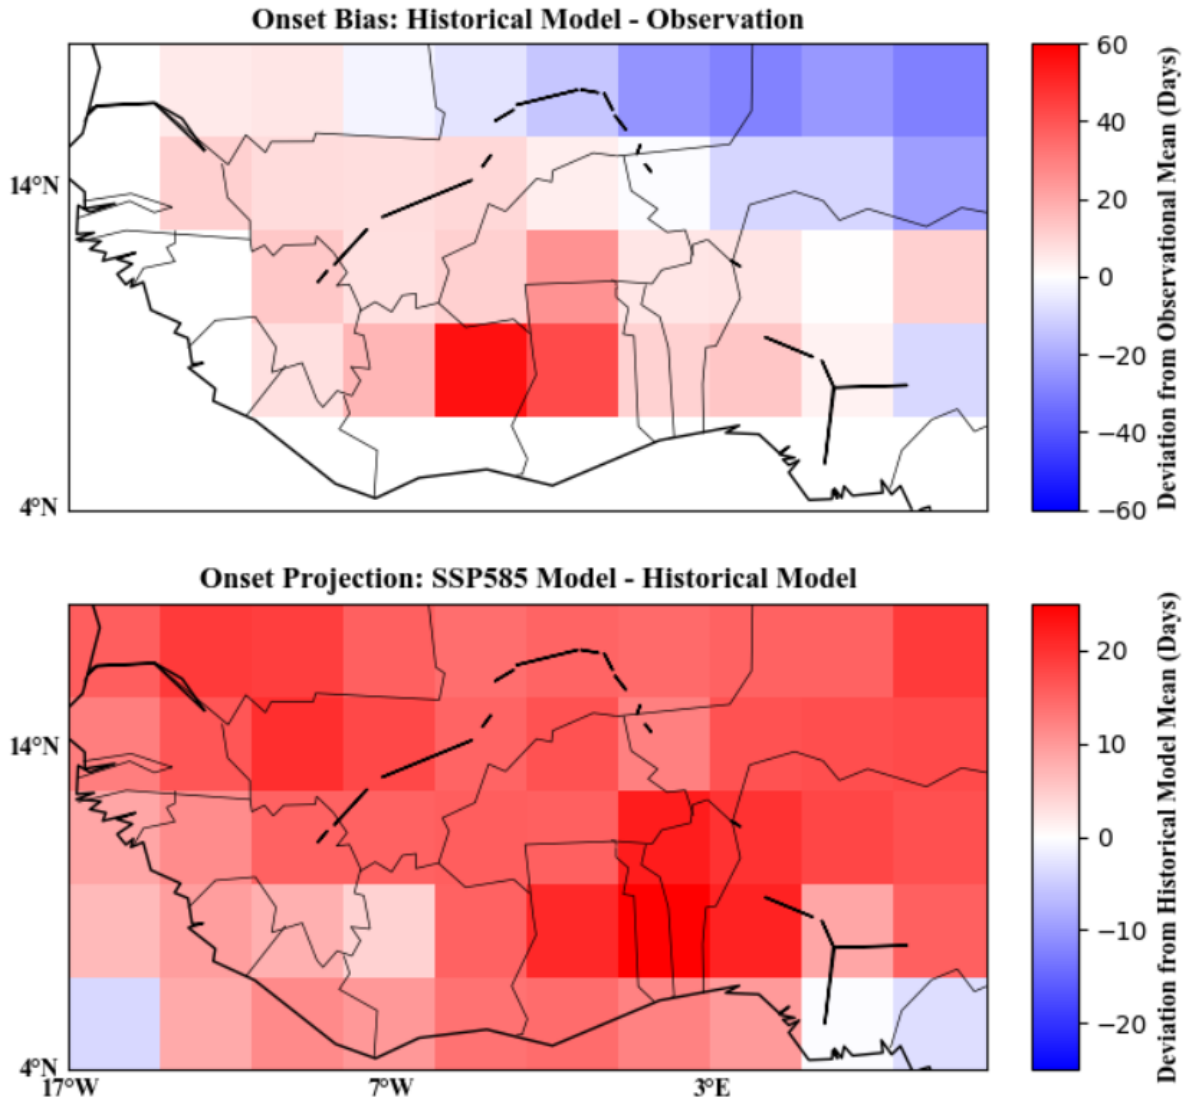 Onset Bias: Historical Model - Observation
14°N
4°N
60
40
20
0
−20
−40
−60
Deviation from Observational Mean (Days)
Onset Projection: SSP585 Model - Historical Model
14°N
4°N
17°W
7°W
3°E
20
10
0
−10
−20
Deviation from Historical Model Mean (Days)